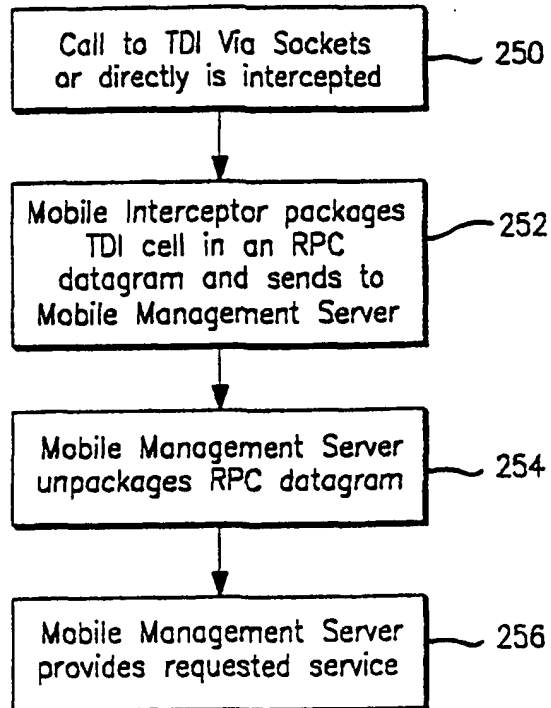 Call to TDI Via Sockets
or directly is intercepted
250
Mobile Interceptor packages
TDI cell in an RPC
datagram and sends to
Mobile Management Server
252
Mobile Management Server
unpackages RPC datagram
254
Mobile Management Server
provides requested service
256